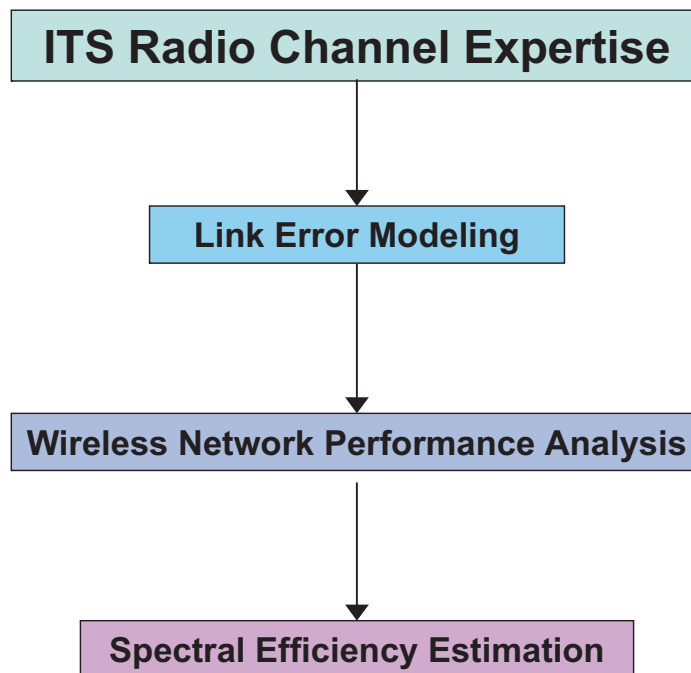 ITS Radio Channel Expertise
Link Error Modeling
Wireless Network Performance Analysis
Spectral Efficiency Estimation